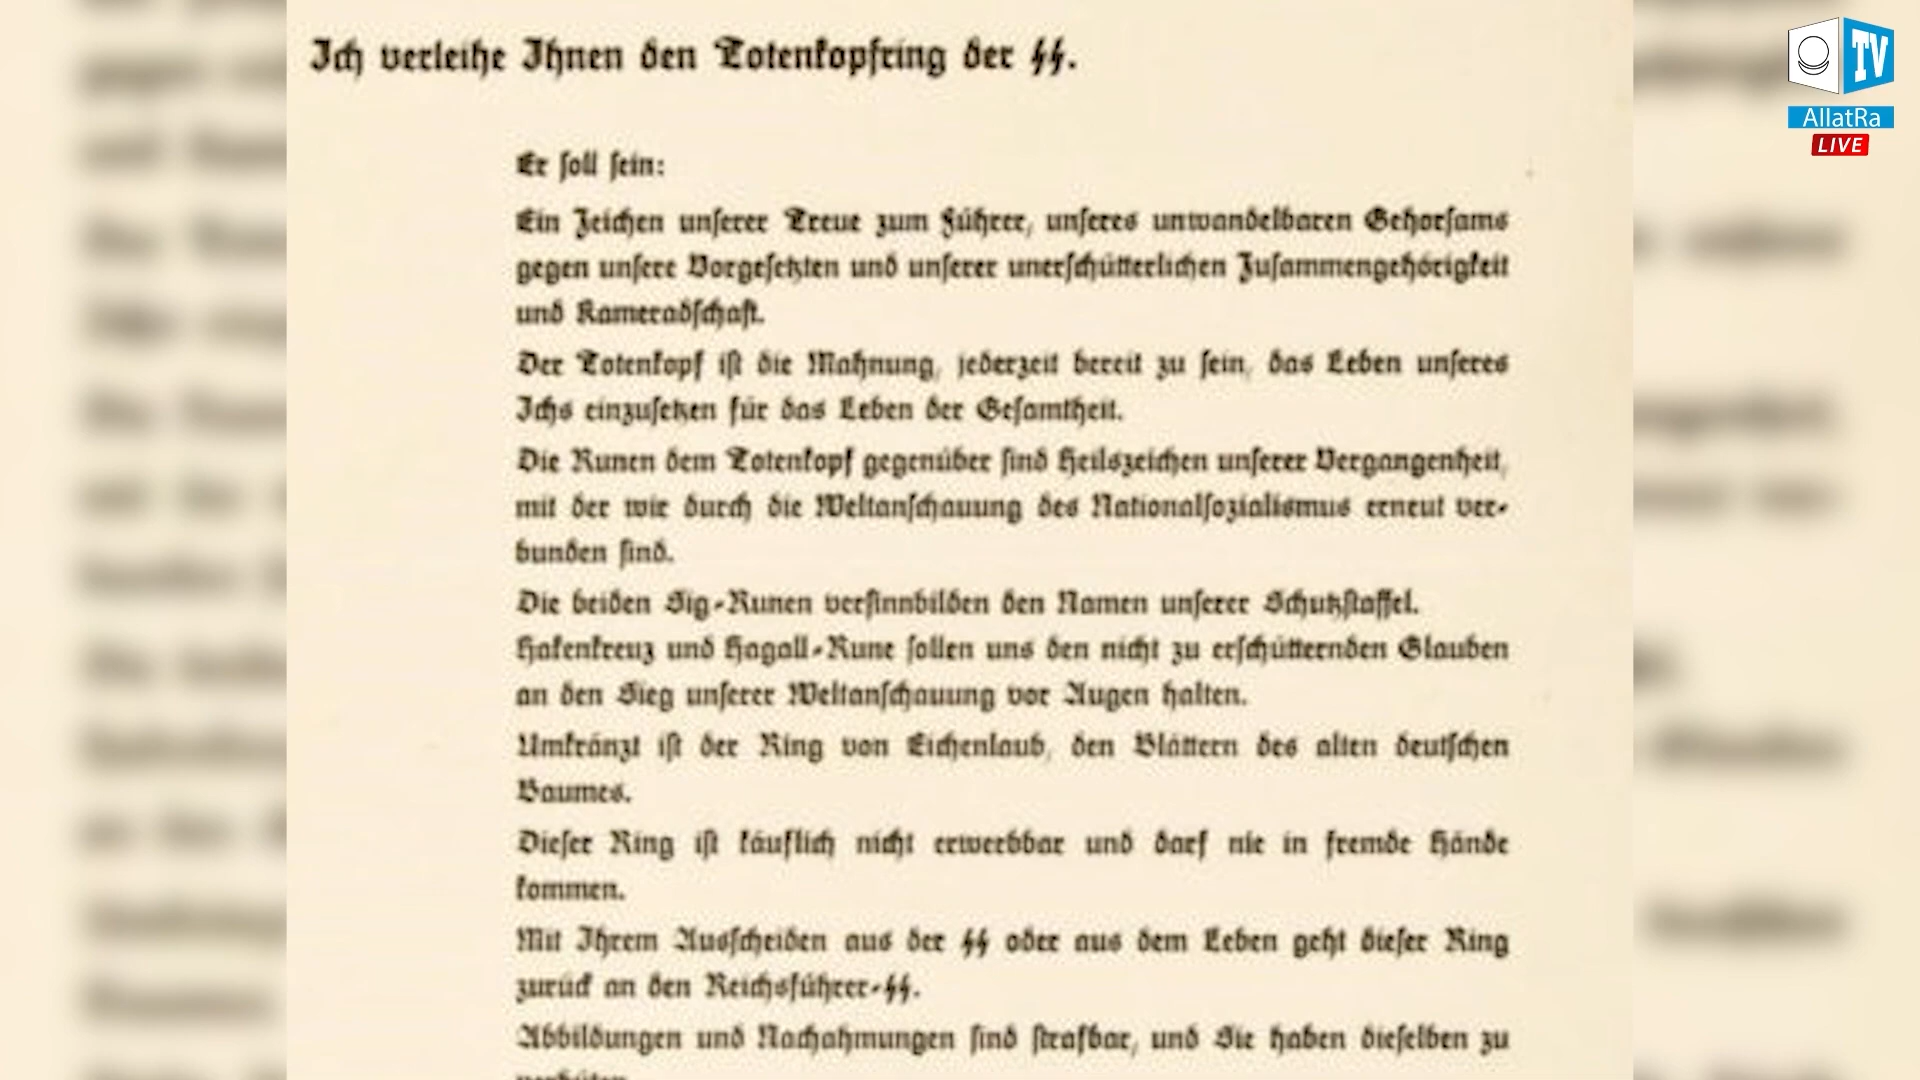 Ich verleihe Ihnen den Totenkopfring der SS.
Er soll sein:
Ein Zeichen unserer Treue zum Führer, unseres unwandelbaren Gehorsams
gegen unsere Vorgesetzten und unserer unerschütterlichen Zusammengehörigkeit
und Kameradschaft.
Der Totenkopf ist die Mahnung, jederzeit bereit zu sein, das Leben unseres
Ichs einzusetzen für das Leben der Gesamtheit.
Die Runen dem Totenkopf gegenüber sind Heilszeichen unserer Vergangenheit,
mit der wir durch die Weltanschauung des Nationalsozialismus erneut ver-
bunden sind.
Die beiden Sig-Runen versinnbilden den Namen unserer Schutzstaffel.
Hakenkreuz und Hagall-Rune sollen uns den nicht zu erschütternden Glauben
an den Sieg unserer Weltanschauung vor Augen halten.
Umkränzt ist der Ring von Eichenlaub, den Blättern des alten deutschen
Baumes.
Dieser Ring ist käuflich nicht erwerbbar und darf nie in fremde Hände
kommen.
Mit Ihrem Ausscheiden aus der SS oder aus dem Leben geht dieser Ring
zurück an den Reichsführer-SS.
Abbildungen und Nachahmungen sind strafbar, und Sie haben dieselben zu
TV
AllatRa
LIVE